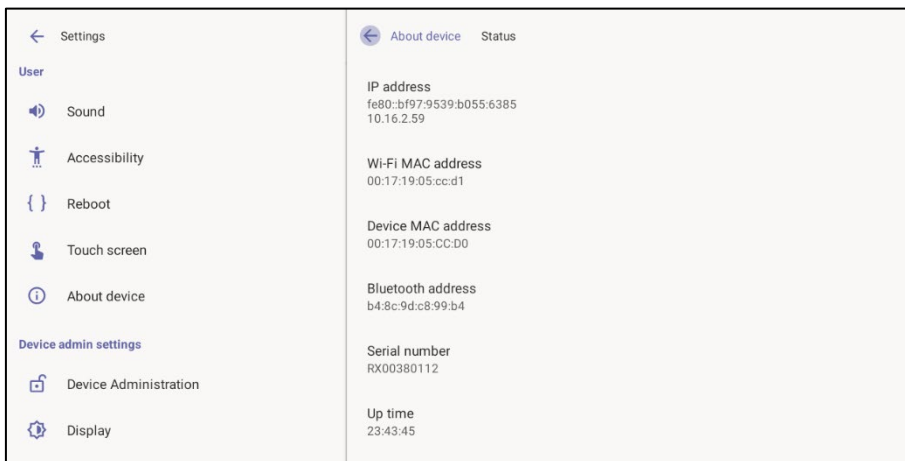 Settings
User
Sound
Accessibility
Reboot
Touch screen
About device
Device admin settings
Device Administration
Display
About device Status
IP address
fe80::bf97:9539:b055:6385
10.16.2.59
Wi-Fi MAC address
00:17:19:05:cc:d1
Device MAC address
00:17:19:05:CC:D0
Bluetooth address
b4:8c:9d:c8:99:b4
Serial number
RX00380112
Up time
23:43:45